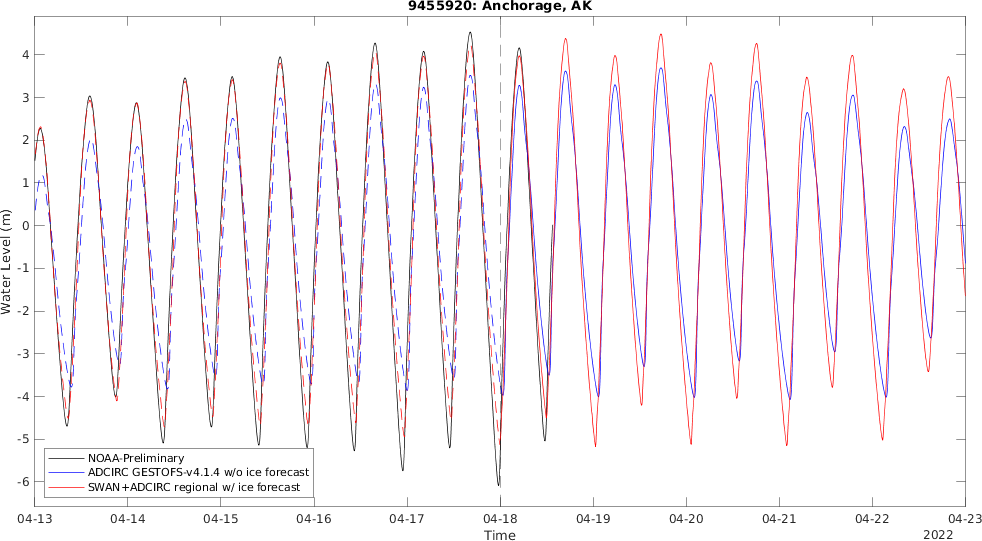 9455920: Anchorage, AK
4
3
2
1
0
-1
-2
-3
-4
-5
-6
Water Level (m)
NOAA-Preliminary
ADCIRC GESTOFS-v4.1.4 w/o ice forecast
SWAN+ADCIRC regional w/ ice forecast
04-13 04-14 04-15 04-16 04-17 04-18 04-19 04-20 04-21 04-22 04-23
Time
2022